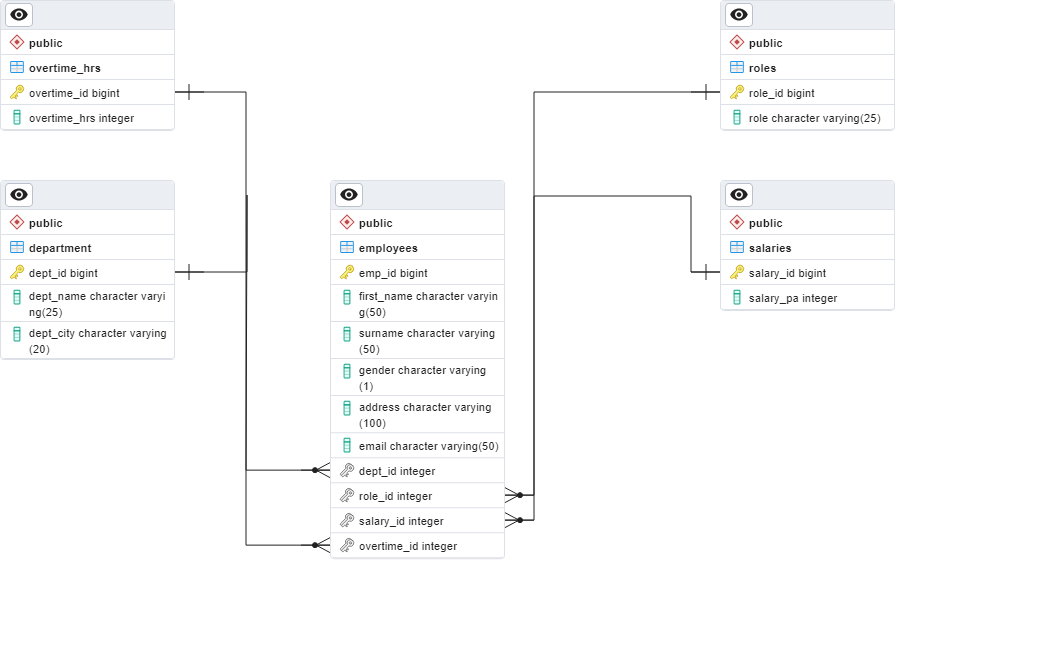 public
overtime_hrs
overtime_id bigint
overtime_hrs integer
public
department
dept_id bigint
dept_name character varyi
ng(25)
dept_city character varying
(20)
public
employees
emp_id bigint
first_name character varyin
g(50)
surname character varying
(50)
gender character varying
(1)
address character varying
(100)
email character varying(50)
dept_id integer
role_id integer
salary_id integer
overtime_id integer
public
roles
role_id bigint
role character varying(25)
public
salaries
salary_id bigint
salary_pa integer